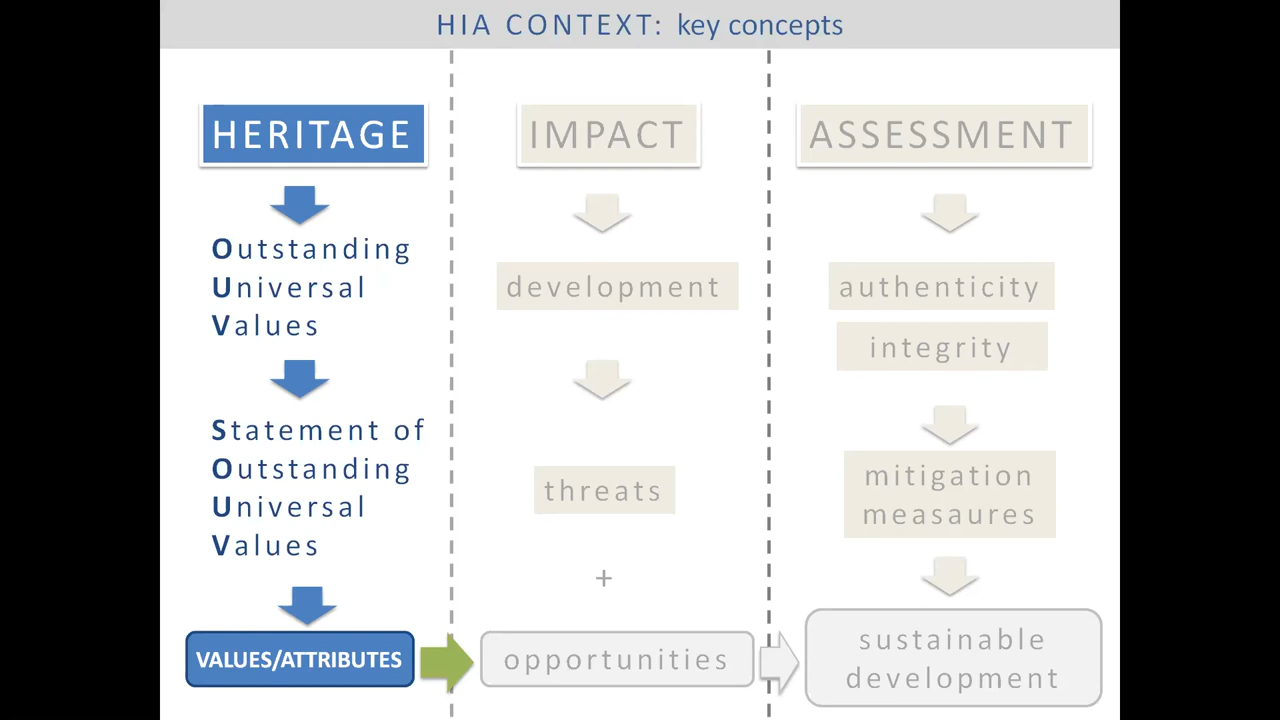 HIA CONTEXT: key concepts
HERITAGE
Outstanding
Universal
Values
Statement of
Outstanding
Universal
Values
VALUES/ATTRIBUTES
IMPACT
development
threats
+
opportunities
ASSESSMENT
authenticity
integrity
mitigation
measaures
sustainable
development